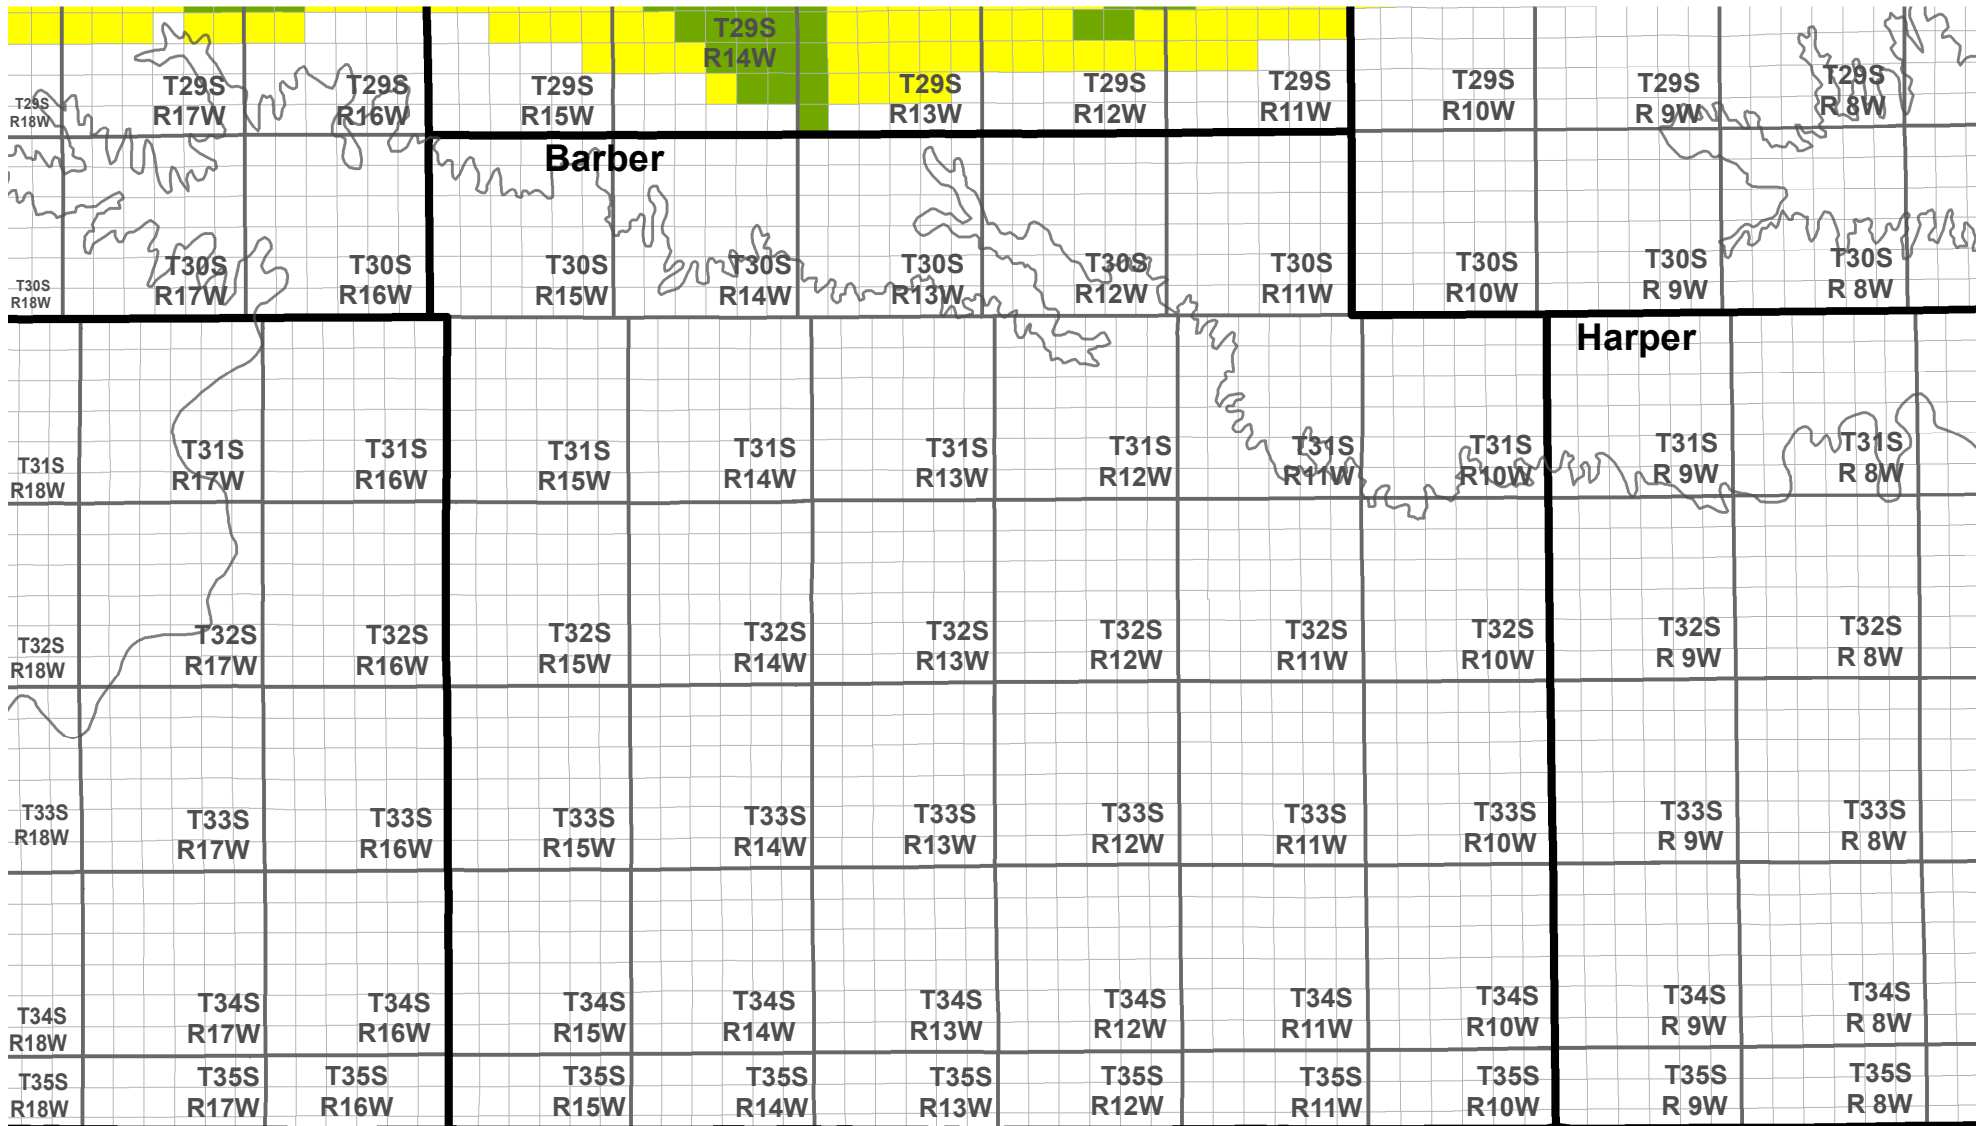 T29S
R14W
T29S
R18W
T29S
R17W
T29S
R16W
T29S
R15W
T29S
R13W
T29S
R12W
T29S
R11W
T29S
R10W
T29S
R 9W
T29S
R 8W
Barber
T30S
R18W
T30S
R17W
T30S
R16W
T30S
R15W
T30S
R14W
T30S
R13W
T30S
R12W
T30S
R11W
T30S
R10W
T30S
R 9W
T30S
R 8W
Harper
T31S
R18W
T31S
R17W
T31S
R16W
T31S
R15W
T31S
R14W
T31S
R13W
T31S
R12W
T31S
R11W
T31S
R10W
T31S
R 9W
T31S
R 8W
T32S
R18W
T32S
R17W
T32S
R16W
T32S
R15W
T32S
R14W
T32S
R13W
T32S
R12W
T32S
R11W
T32S
R10W
T32S
R 9W
T32S
R 8W
T33S
R18W
T33S
R17W
T33S
R16W
T33S
R15W
T33S
R14W
T33S
R13W
T33S
R12W
T33S
R11W
T33S
R10W
T33S
R 9W
T33S
R 8W
T34S
R18W
T34S
R17W
T34S
R16W
T34S
R15W
T34S
R14W
T34S
R13W
T34S
R12W
T34S
R11W
T34S
R10W
T34S
R 9W
T34S
R 8W
T35S
R18W
T35S
R17W
T35S
R16W
T35S
R15W
T35S
R14W
T35S
R13W
T35S
R12W
T35S
R11W
T35S
R10W
T35S
R 9W
T35S
R 8W